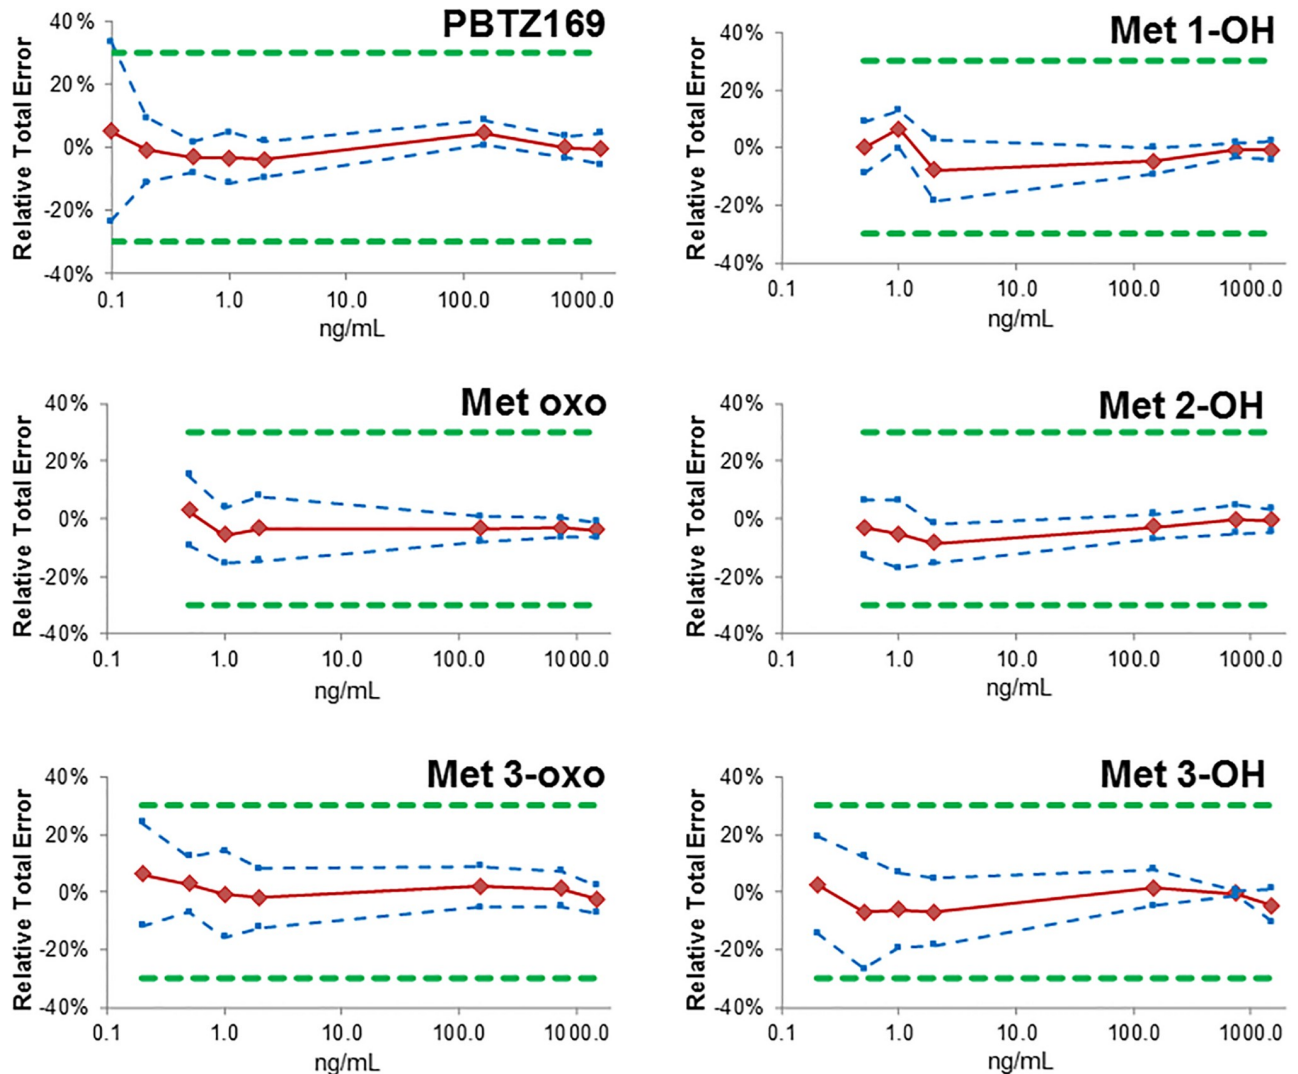 PBTZ169
Relative Total Error
40 %
20 %
0%
-20 %
-40 %
0.1 1.0 10.0 100.0 1000.0
ng/mL
Met 1-OH
Relative Total Error
40%
20%
0%
-20%
-40%
0.1 1.0 10.0 100.0 1000.0
ng/mL
Met oxo
Relative Total Error
40%
20%
0%
-20%
-40%
0.1 1.0 10.0 100.0 1000.0
ng/mL
Met 2-OH
Relative Total Error
40%
20%
0%
-20%
-40%
0.1 1.0 10.0 100.0 1000.0
ng/mL
Met 3-oxo
Relative Total Error
40%
20%
0%
-20%
-40%
0.1 1.0 10.0 100.0 1000.0
ng/mL
Met 3-OH
Relative Total Error
40%
20%
0%
-20%
-40%
0.1 1.0 10.0 100.0 1000.0
ng/mL